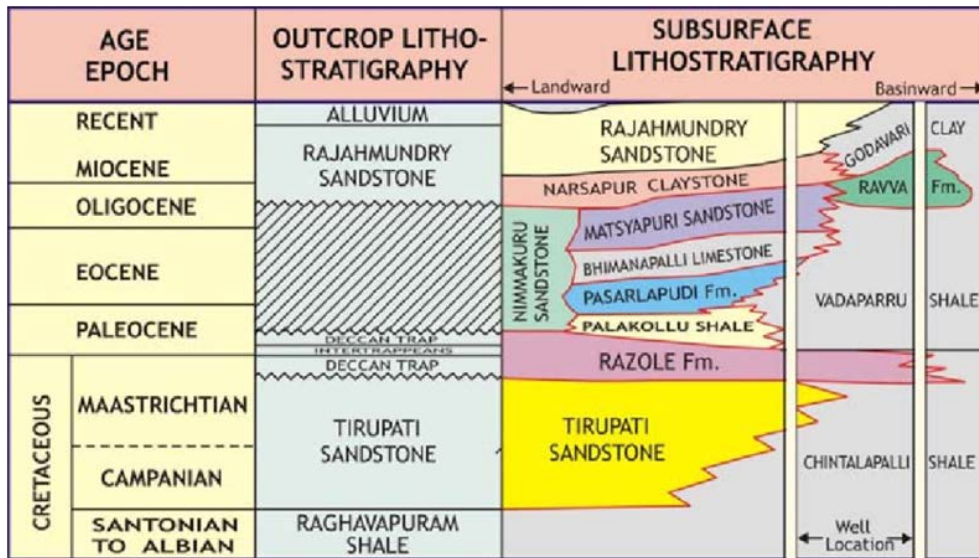 AGE
EPOCH
OUTCROP LITHO-
STRATIGRAPHY
SUBSURFACE
LITHOSTRATIGRAPHY
Landward
Basinward
RECENT
MIOCENE
OLIGOCENE
EOCENE
PALEOCENE
CRETACEOUS
MAASTRICHTIAN
CAMPANIAN
SANTONIAN
TO ALBIAN
ALLUVIUM
RAJAHMUNDRY
SANDSTONE
DECCAN TRAP
INTERTRAPPEANS
DECCAN TRAP
TIRUPATI
SANDSTONE
RAGHAVAPURAM
SHALE
RAJAHMUNDRY
SANDSTONE
GODAVARI CLAY
NARSAPUR CLAYSTONE
RAVVA Fm.
NIMMAKURU
SANDSTONE
MATSYAPURI SANDSTONE
BHIMANAPALLI LIMESTONE
PASARLAPUDI Fm.
VADAPARRU SHALE
PALAKOLLU SHALE
RAZOLE Fm.
TIRUPATI
SANDSTONE
CHINTALAPALLI SHALE
Well
Location